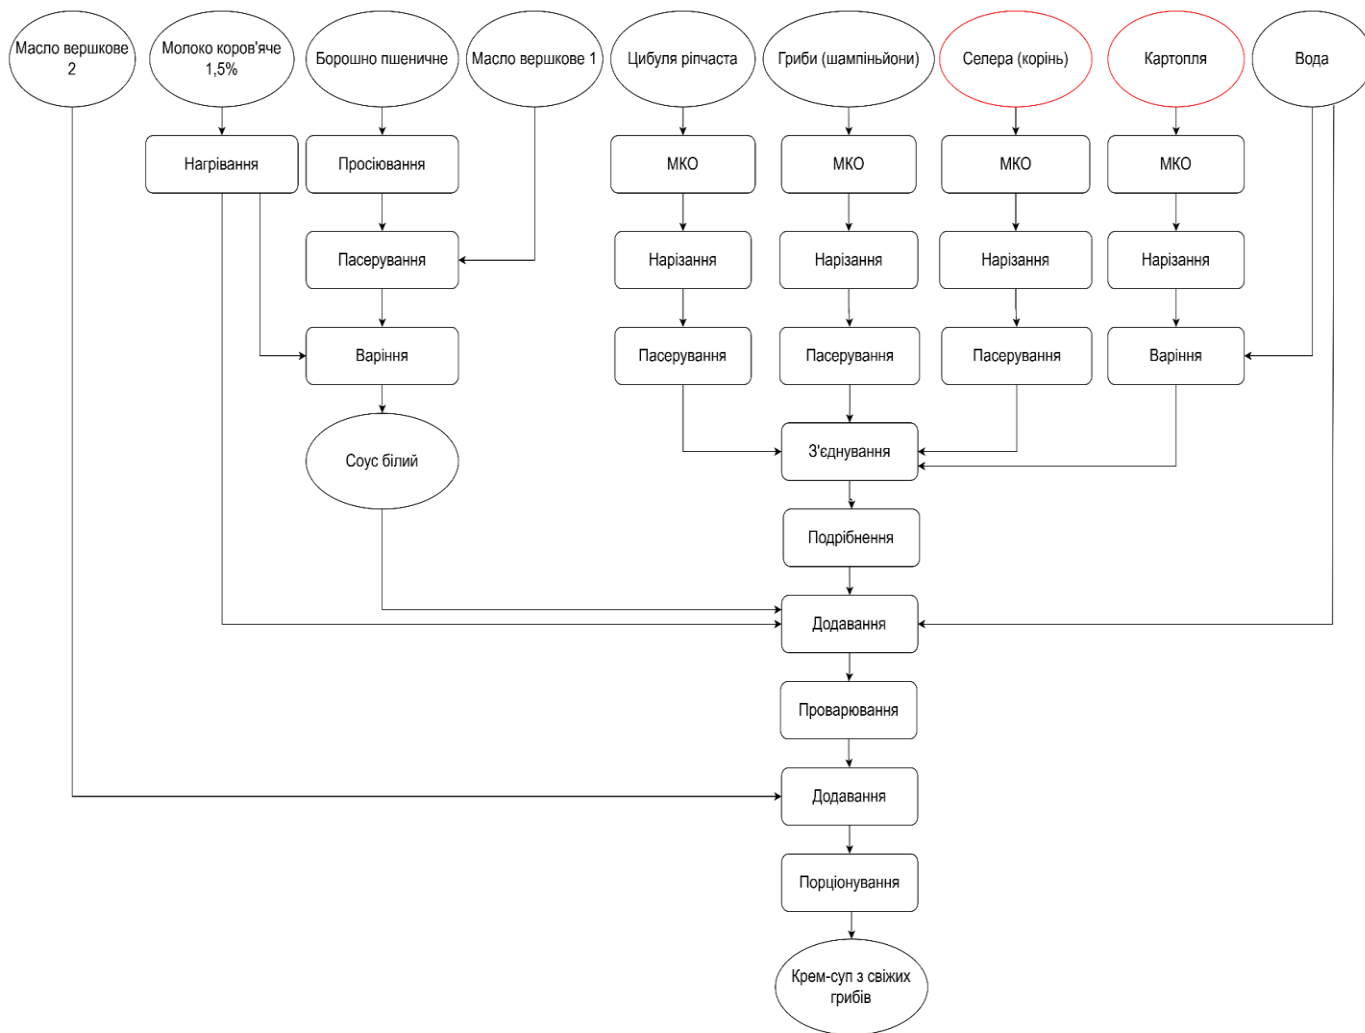 Масло вершкове
2
Молоко коров'яче
1,5%
Борошно пшеничне
Масло вершкове 1
Цибуля ріпчаста
Гриби (шампіньйони)
Селера (корінь)
Картопля
Вода
Нагрівання
Просіювання
МКО
МКО
МКО
МКО
Пасерування
Нарізання
Нарізання
Нарізання
Нарізання
Варіння
Пасерування
Пасерування
Пасерування
Варіння
Соус білий
З'єднування
Подрібнення
Додавання
Проварювання
Додавання
Порціонування
Крем-суп з свіжих
грибів